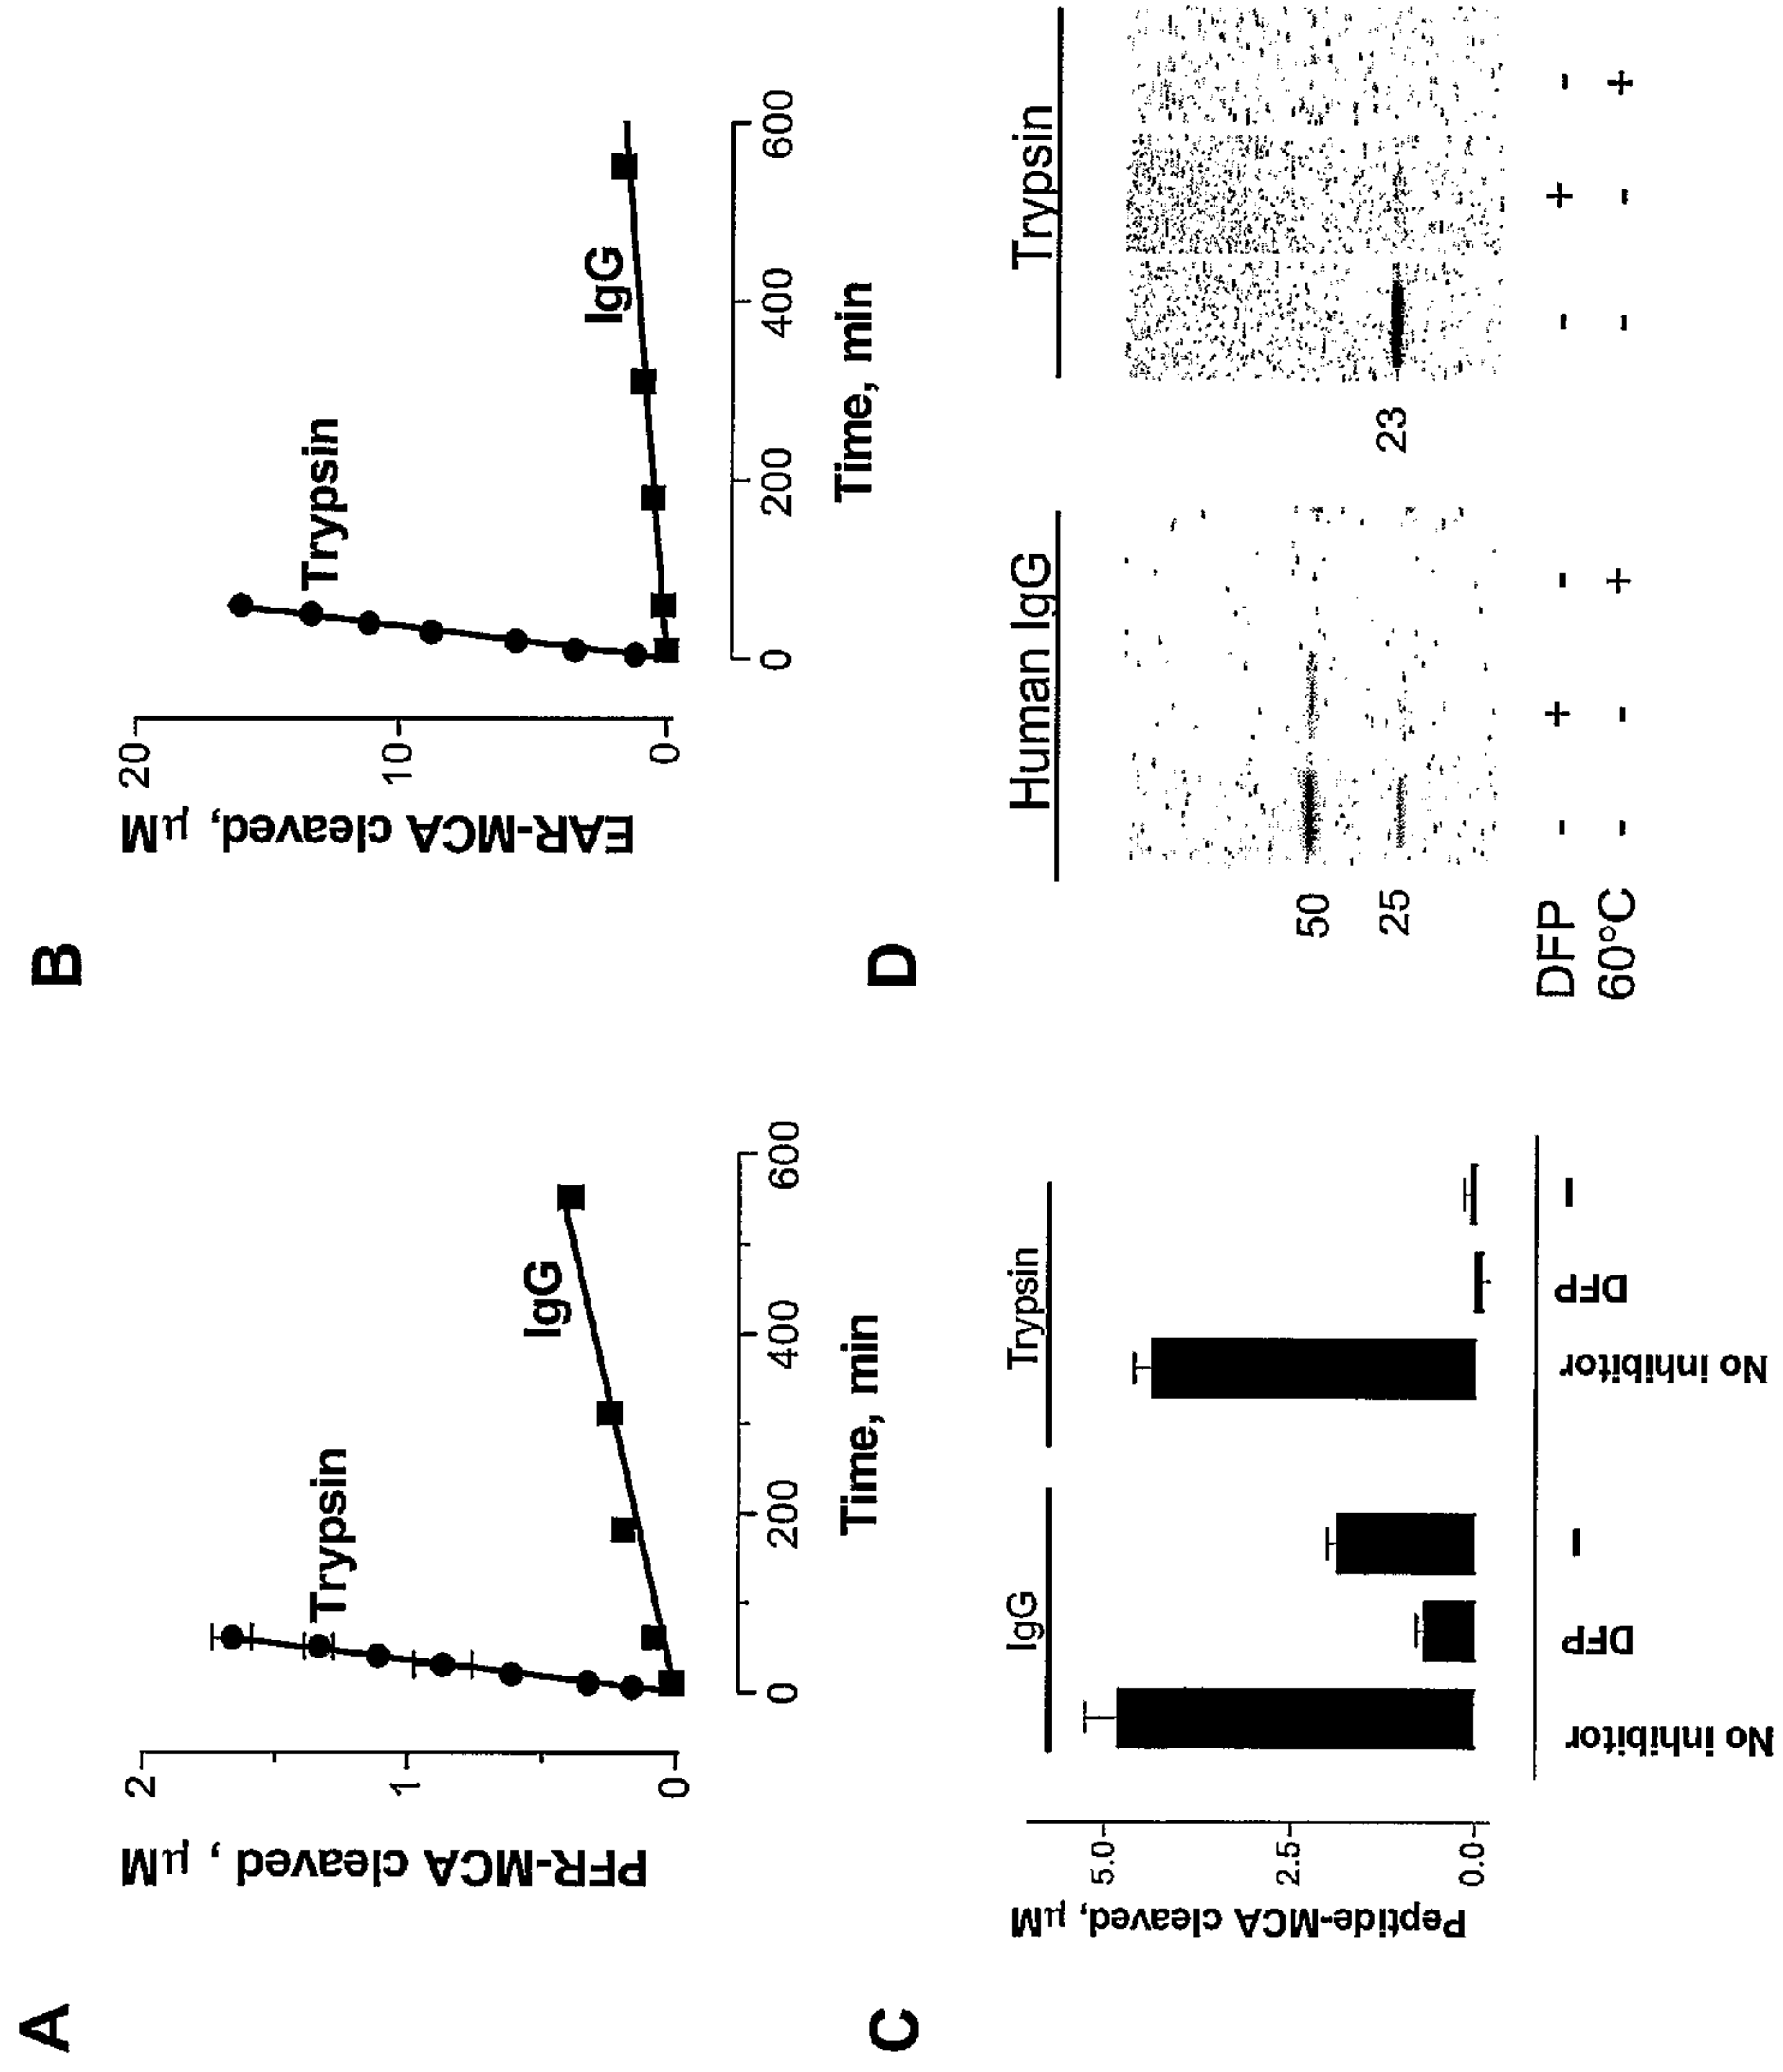 A
PFR-MCA cleaved , μM
2
1
0
Trypsin
IgG
0 200 400 600
Time, min
B
EAR-MCA cleaved, μM
20
10
0
Trypsin
IgG
0 200 400 600
Time, min
C
Peptide-MCA cleaved, μM
5.0
2.5
0.0
IgG Trypsin
No inhibitor DFP I No inhibitor DFP I
D
Human IgG Trypsin
50
25
23
DFP - + - - + -
60°C - - + - - +